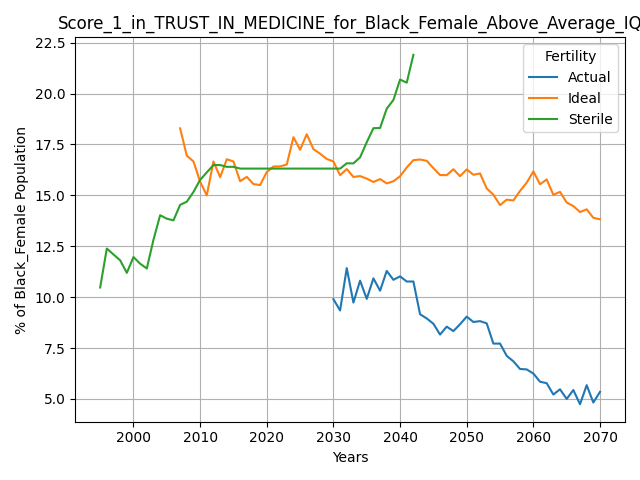 Score_1_in_TRUST_IN_MEDICINE_for_Black_Female_Above_Average_IQ
Fertility
Actual
Ideal
Sterile
% of Black_Female Population
22.5
20.0
17.5
15.0
12.5
10.0
7.5
5.0
2000 2010 2020 2030 2040 2050 2060 2070
Years